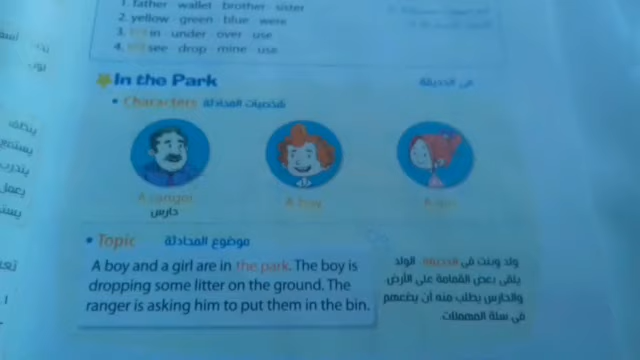 1. father wallet brother sister
2. yellow green blue were
3. in under over use
4. see drop mine use
In the Park
في الحديقة
• Characters شخصيات المحادثة
A ranger
حارس
A boy
• Topic موضوع المحادثة
A boy and a girl are in the park. The boy is
dropping some litter on the ground. The
ranger is asking him to put them in the bin.
ولد وبنت في الحديقة. الولد
يلقي بعض القمامة على الأرض
والحارس يطلب منه أن يضعهم
في سلة المهملات.